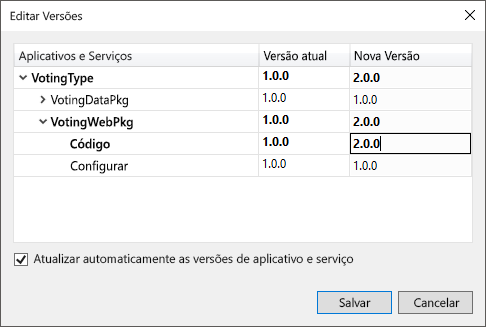 Editar Versões
Aplicativos e Serviços Versão atual Nova Versão
VotingType 1.0.0 2.0.0
VotingDataPkg 1.0.0 1.0.0
VotingWebPkg 1.0.0 2.0.0
Código 1.0.0 2.0.0
Configurar 1.0.0 1.0.0
Atualizar automaticamente as versões de aplicativo e serviço
Salvar Cancelar